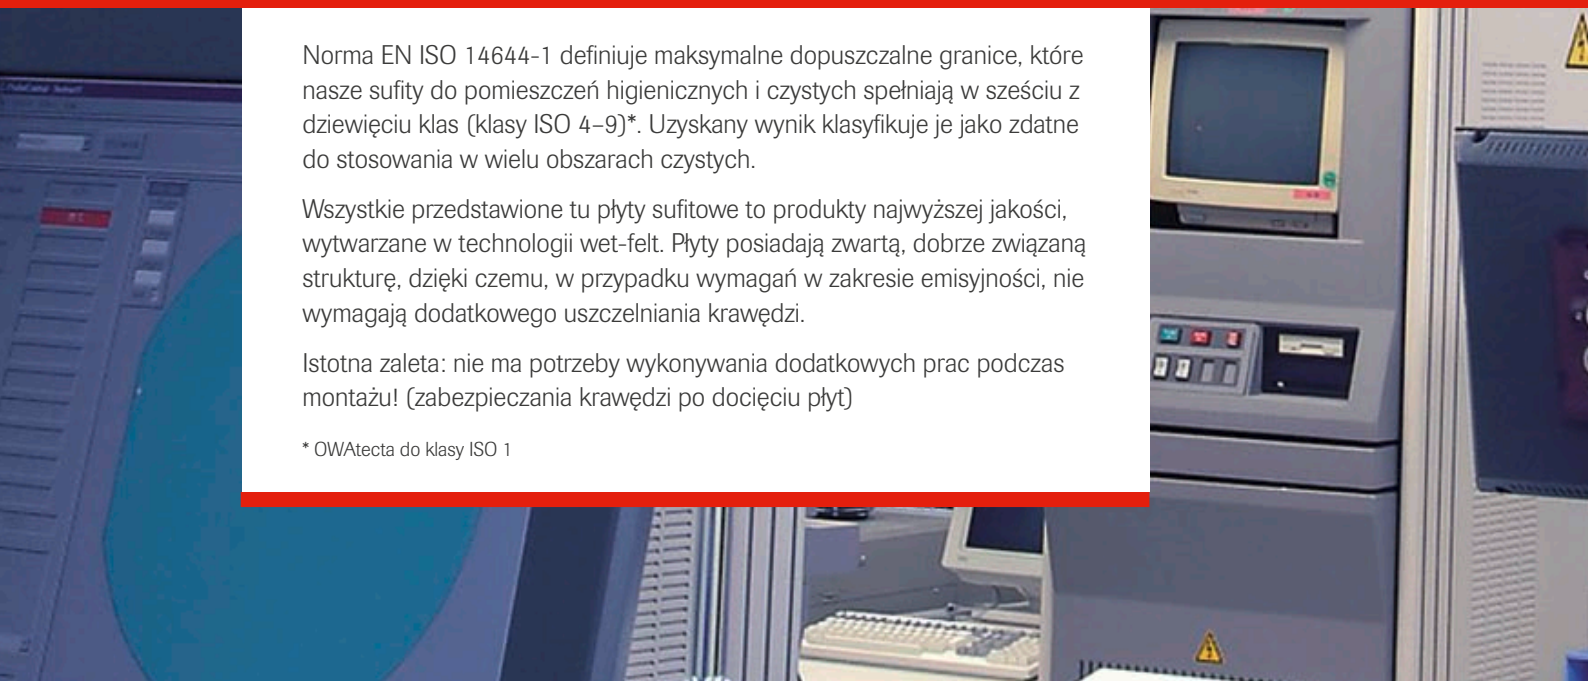 Norma EN ISO 14644-1 definiuje maksymalne dopuszczalne granice, które
nasze sufity do pomieszczeń higienicznych i czystych spełniają w sześciu z
dziewięciu klas (klasy ISO 4–9)*. Uzyskany wynik klasyfikuje je jako zdatne
do stosowania w wielu obszarach czystych.
Wszystkie przedstawione tu płyty sufitowe to produkty najwyższej jakości,
wytwarzane w technologii wet-felt. Płyty posiadają zwartą, dobrze związaną
strukturę, dzięki czemu, w przypadku wymagań w zakresie emisyjności, nie
wymagają dodatkowego uszczelniania krawędzi.
Istotna zaleta: nie ma potrzeby wykonywania dodatkowych prac podczas
montażu! (zabezpieczania krawędzi po docięciu płyt)
* OWAtecta do klasy ISO 1